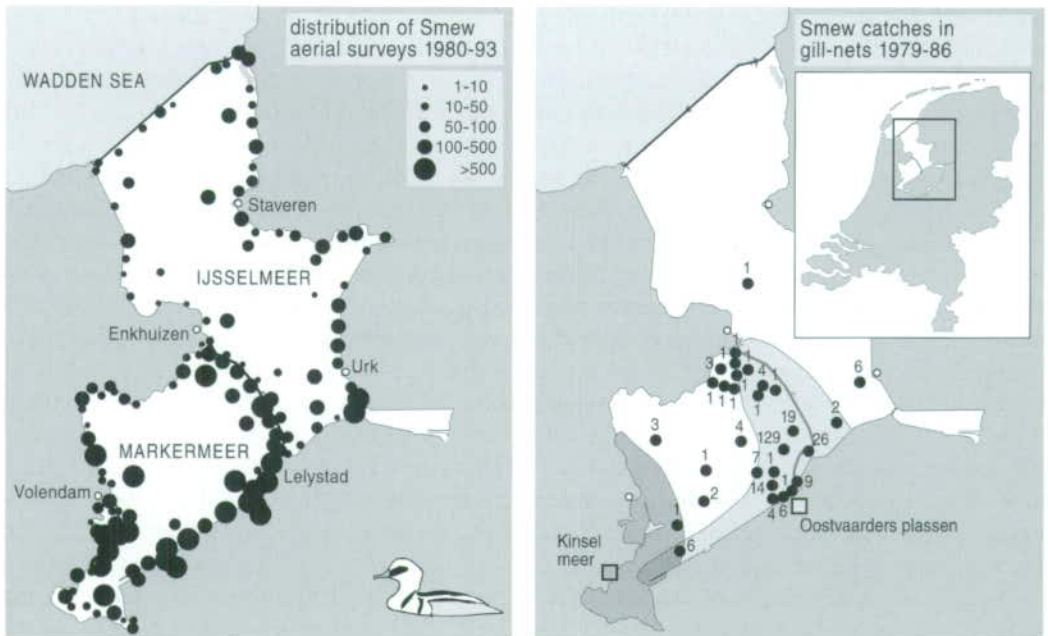 distribution of Smew
aerial surveys 1980-93
1-10
10-50
50-100
100-500
>500
WADDEN SEA
Staveren
IJSSELMEER
Enkhuizen
Urk
MARKERMEER
Lelystad
Volendam
Smew catches in
gill-nets 1979-86
1
1
3
1
4
1
6
1
1
1
1
1
2
19
3
4
129
26
1
7
1
14
1
9
2
4
6
1
6
Oostvaarders plassen
Kinsel
meer